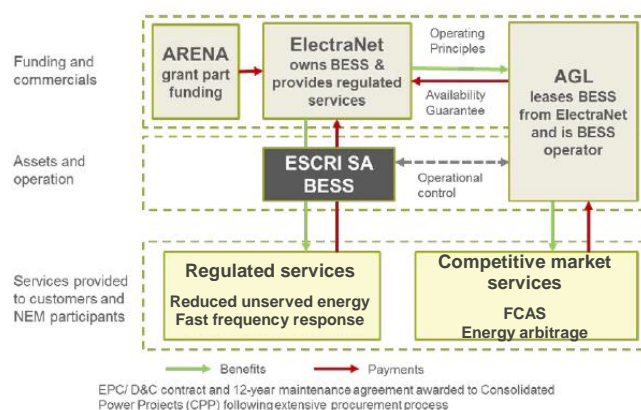 Funding and
commercials
ARENA
grant part
funding
ElectraNet
owns BESS &
provides regulated
services
Operating
Principles
Availability
Guarantee
AGL
leases BESS
from ElectraNet
and is BESS
operator
Assets and
operation
ESCRI SA
BESS
Operational
control
Services provided
to customers and
NEM participants
Regulated services
Reduced unserved energy
Fast frequency response
Competitive market
services
FCAS
Energy arbitrage
Benefits
Payments
EPC/ D&C contract and 12-year maintenance agreement awarded to Consolidated
Power Projects (CPP) following extensive procurement process